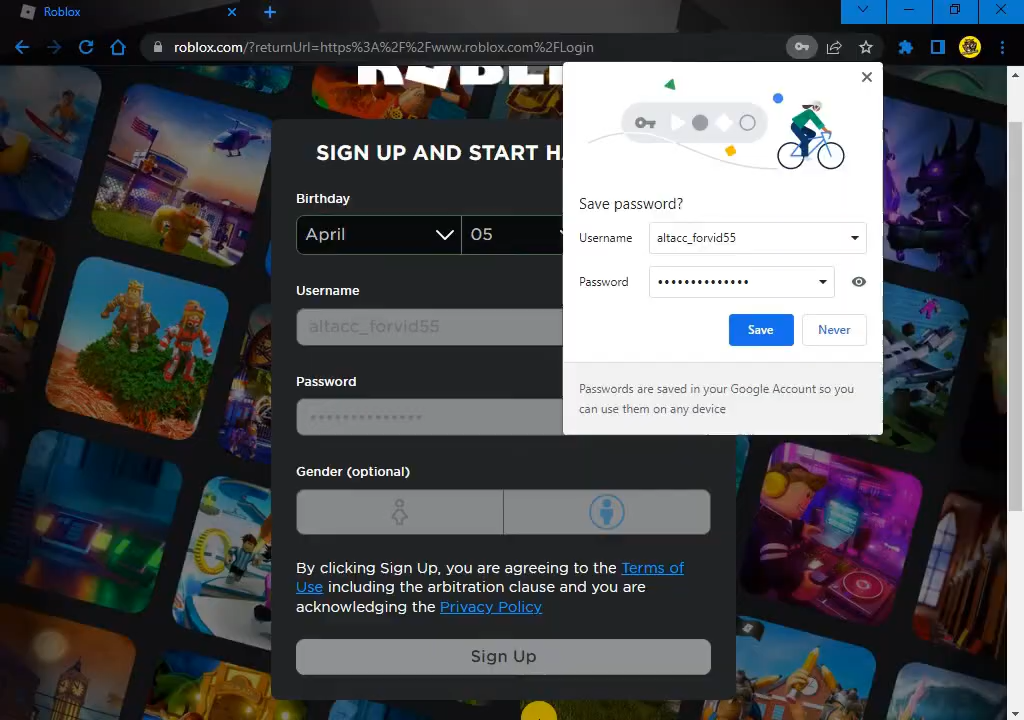 Roblox
roblox.com/?returnUrl=https%3A%2F%2Fwww.roblox.com%2FLogin
SIGN UP AND START
Birthday
April
05
Username
altacc_forvid55
Password
••••••••••••••
Gender (optional)
By clicking Sign Up, you are agreeing to the Terms of
Use including the arbitration clause and you are
acknowledging the Privacy Policy
Sign Up
Save password?
Username
altacc_forvid55
Password
••••••••••••••
Save
Never
Passwords are saved in your Google Account so you
can use them on any device